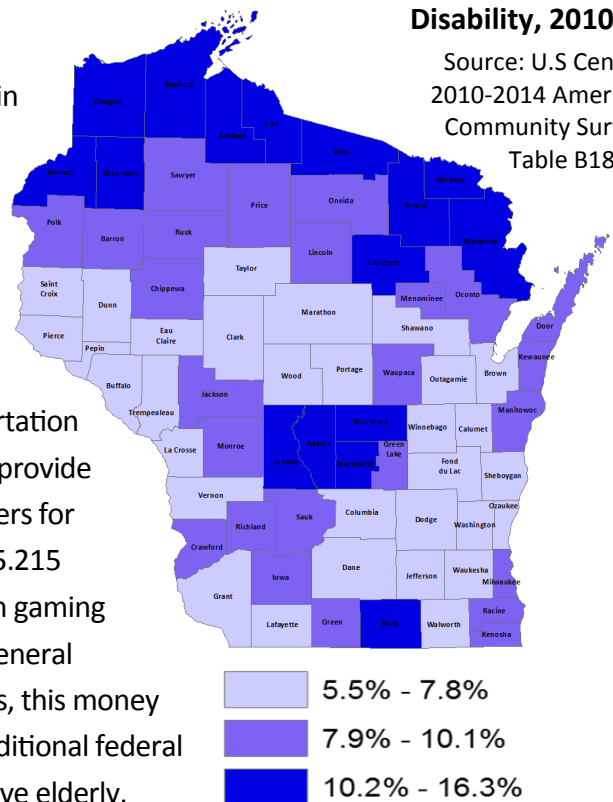 Disability, 2010
Source: U.S Cen
2010-2014 Amer
Community Sur
Table B18
in
rtation
provide
ers for
5.215
n gaming
eneral
s, this money
ditional federal
ve elderly.
Douglas
Bayfield
Ashland
Iron
Vilas
Burnett
Washburn
Sawyer
Price
Oneida
Forest
Florence
Marinette
Polk
Barron
Rusk
Lincoln
Langlade
Taylor
Oconto
Menominee
Saint
Croix
Dunn
Chippewa
Marathon
Shawano
Door
Pierce
Pepin
Eau
Claire
Clark
Kewaunee
Buffalo
Trempealeau
Jackson
Wood
Portage
Waupaca
Outagamie
Brown
Manitowoc
La Crosse
Monroe
Juneau
Adams
Waushara
Marquette
Green
Lake
Winnebago
Calumet
Fond
du Lac
Sheboygan
Vernon
Richland
Sauk
Columbia
Dodge
Washington
Ozaukee
Crawford
Iowa
Dane
Jefferson
Waukesha
Milwaukee
Grant
Lafayette
Green
Rock
Walworth
Racine
Kenosha
5.5% - 7.8%
7.9% - 10.1%
10.2% - 16.3%